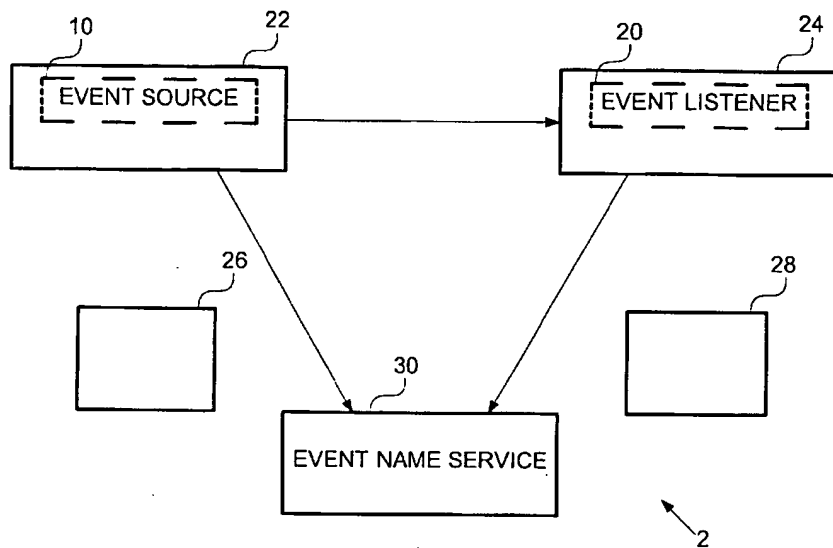 10
22
20
24
EVENT SOURCE
EVENT LISTENER
26
28
30
EVENT NAME SERVICE
2